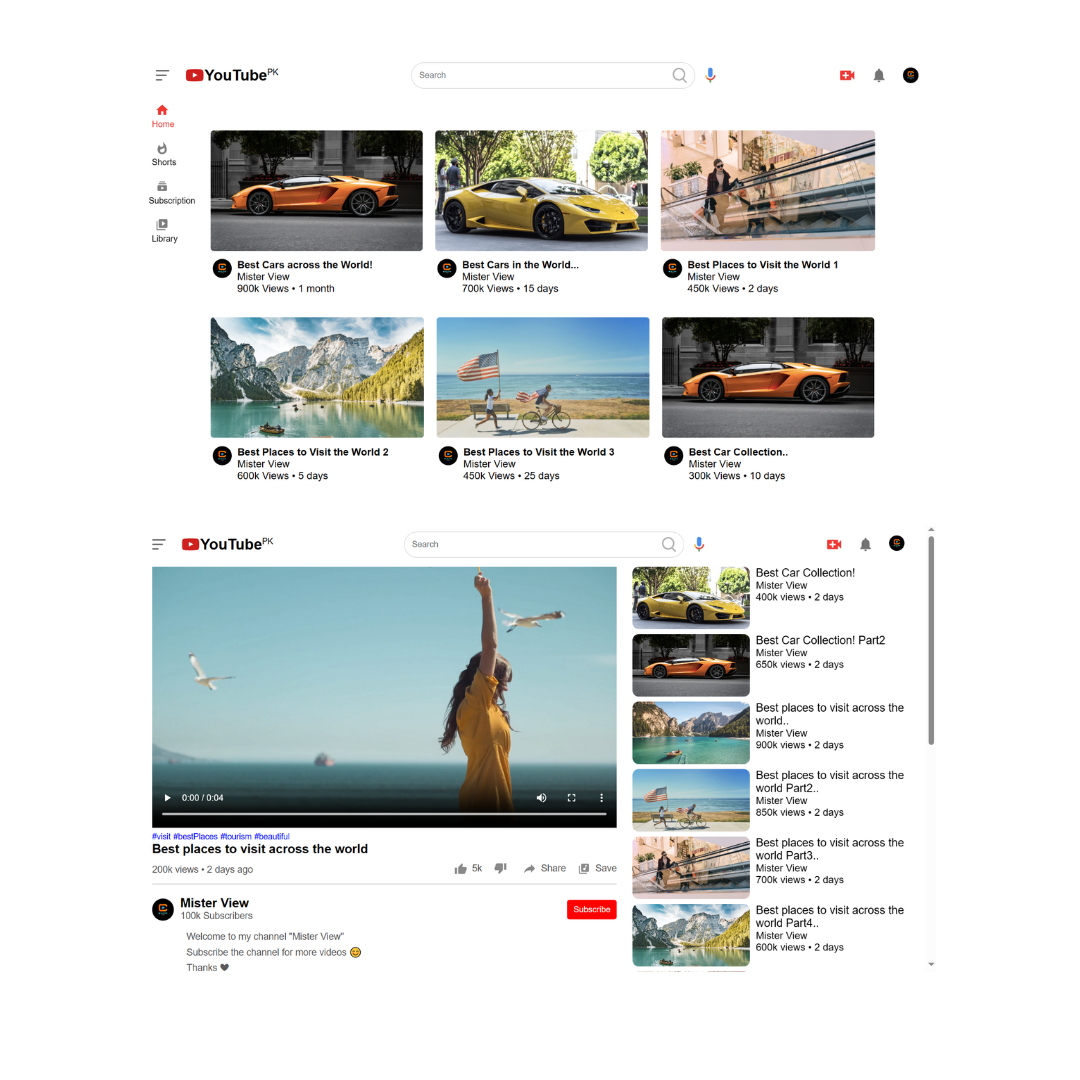 YouTube PK
Search
Home
Shorts
Subscription
Library
Best Cars across the World!
Mister View
900k Views • 1 month
Best Cars in the World...
Mister View
700k Views • 15 days
Best Places to Visit the World 1
Mister View
450k Views • 2 days
Best Places to Visit the World 2
Mister View
600k Views • 5 days
Best Places to Visit the World 3
Mister View
450k Views • 25 days
Best Car Collection..
Mister View
300k Views • 10 days
YouTube PK
Search
0:00 / 0:04
#visit #bestPlaces #tourism #beautiful
Best places to visit across the world
200k views • 2 days ago
5k
Share
Save
Mister View
100k Subscribers
Subscribe
Welcome to my channel "Mister View"
Subscribe the channel for more videos 😊
Thanks ♥
Best Car Collection!
Mister View
400k views • 2 days
Best Car Collection! Part2
Mister View
650k views • 2 days
Best places to visit across the
world..
Mister View
900k views • 2 days
Best places to visit across the
world Part2..
Mister View
850k views • 2 days
Best places to visit across the
world Part3..
Mister View
700k views • 2 days
Best places to visit across the
world Part4..
Mister View
600k views • 2 days